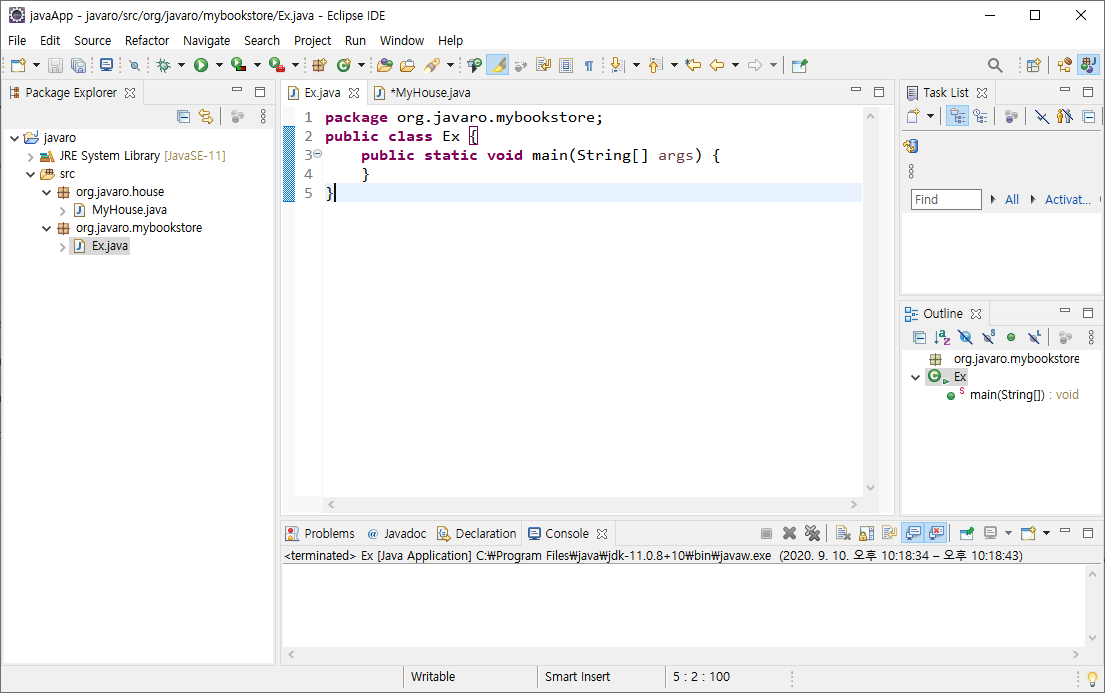 javaApp - javaro/src/org/javaro/mybookstore/Ex.java - Eclipse IDE
File Edit Source Refactor Navigate Search Project Run Window Help
Package Explorer
javaro
JRE System Library [JavaSE-11]
src
org.javaro.house
MyHouse.java
org.javaro.mybookstore
Ex.java
Ex.java *MyHouse.java
1 package org.javaro.mybookstore;
2 public class Ex {
3 public static void main(String[] args) {
4 }
5 }
Task List
Find All Activat...
Outline
org.javaro.mybookstore
Ex
main(String[]) : void
Problems @ Javadoc Declaration Console
<terminated> Ex [Java Application] C:₩Program Files₩java₩jdk-11.0.8+10₩bin₩javaw.exe (2020. 9. 10. 오후 10:18:34 – 오후 10:18:43)
Writable Smart Insert 5 : 2 : 100